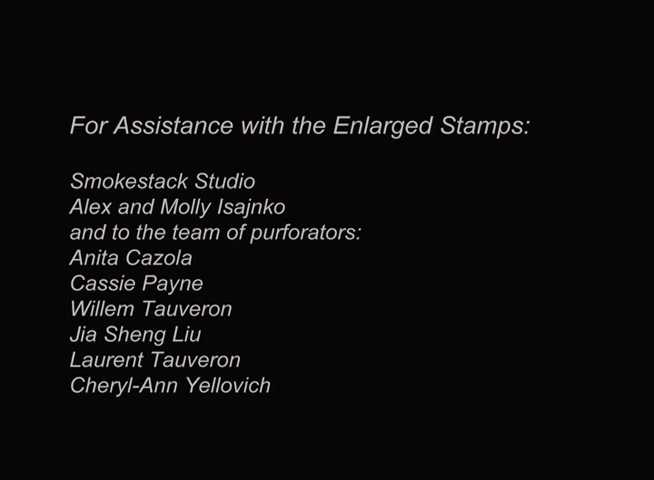 For Assistance with the Enlarged Stamps:
Smokestack Studio
Alex and Molly Isajnko
and to the team of purforators:
Anita Cazola
Cassie Payne
Willem Tauveron
Jia Sheng Liu
Laurent Tauveron
Cheryl-Ann Yellovich